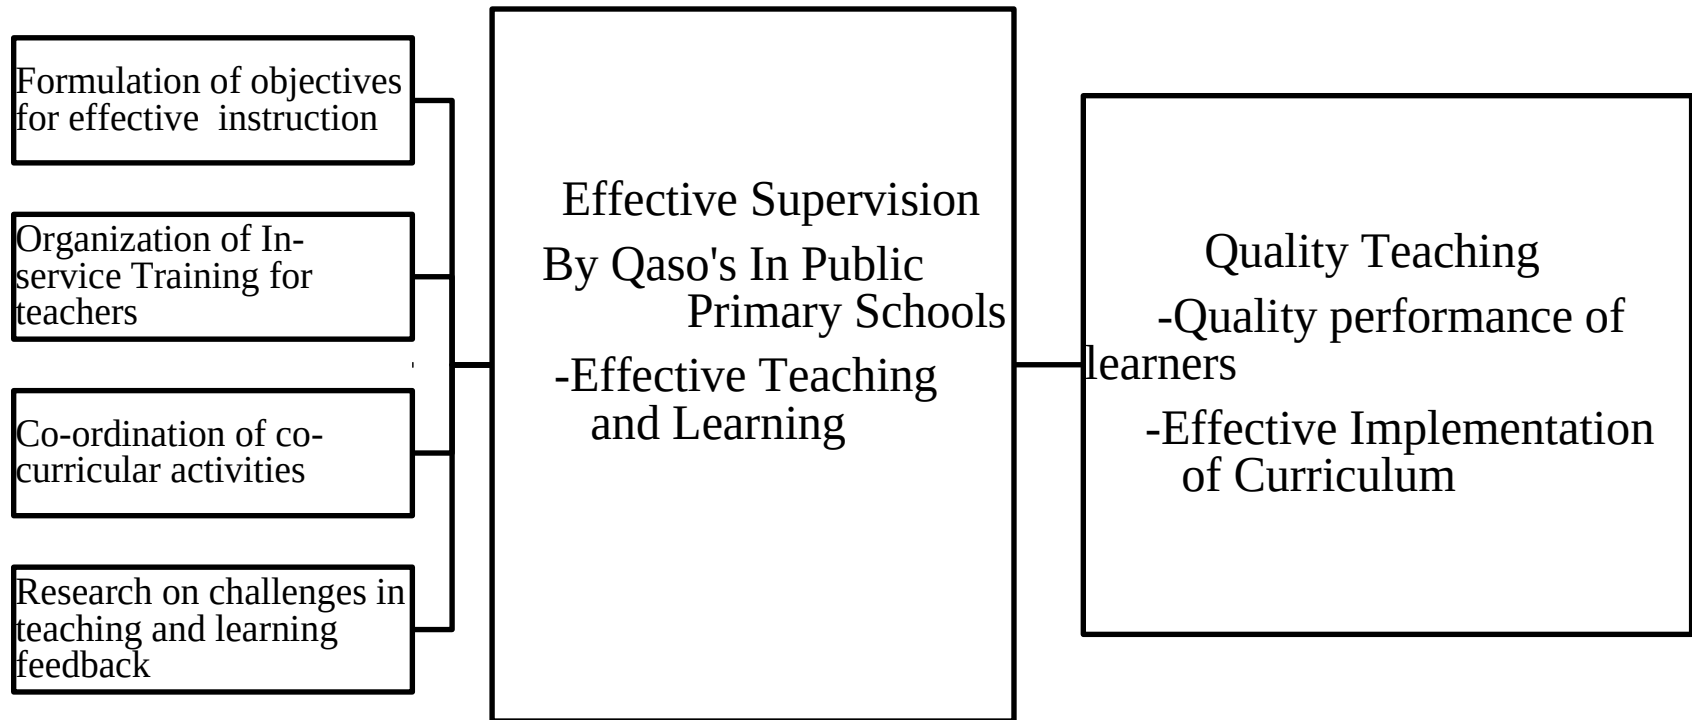 Formulation of objectives
for effective instruction
Organization of In-
service Training for
teachers
Co-ordination of co-
curricular activities
Research on challenges in
teaching and learning
feedback
Effective Supervision
By Qaso's In Public
Primary Schools
-Effective Teaching
and Learning
Quality Teaching
-Quality performance of
learners
-Effective Implementation
of Curriculum